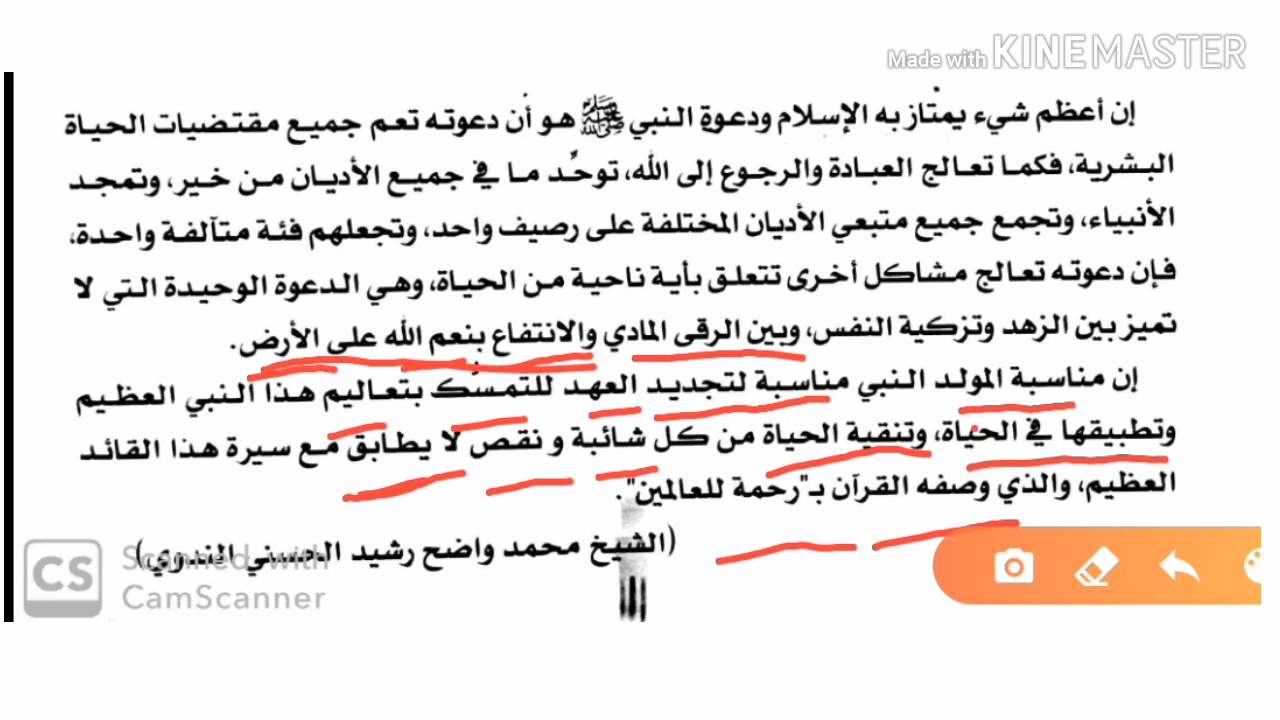 Made with KINEMASTER
إن أعظم شيء يمتاز به الإسلام ودعوة النبي ﷺ هو أن دعوته تعم جميع مقتضيات الحياة
البشرية، فكما تعالج العبادة والرجوع إلى الله، توحِّد ما في جميع الأديان من خير، وتمجد
الأنبياء، وتجمع جميع متبعي الأديان المختلفة على رصيف واحد، وتجعلهم فئة متآلفة واحدة،
فإن دعوته تعالج مشاكل أخرى تتعلق بأية ناحية من الحياة، وهي الدعوة الوحيدة التي لا
تميز بين الزهد وتزكية النفس، وبين الرقى المادي والانتفاع بنعم الله على الأرض.
إن مناسبة المولد النبي مناسبة لتجديد العهد للتمسُّك بتعاليم هذا النبي العظيم
وتطبيقها في الحياة، وتنقية الحياة من كل شائبة و نقص لا يطابق مع سيرة هذا القائد
العظيم، والذي وصفه القرآن بـ"رحمة للعالمين".
(الشيخ محمد واضح رشيد الحسني الندوي)
CS Scanned with
CamScanner